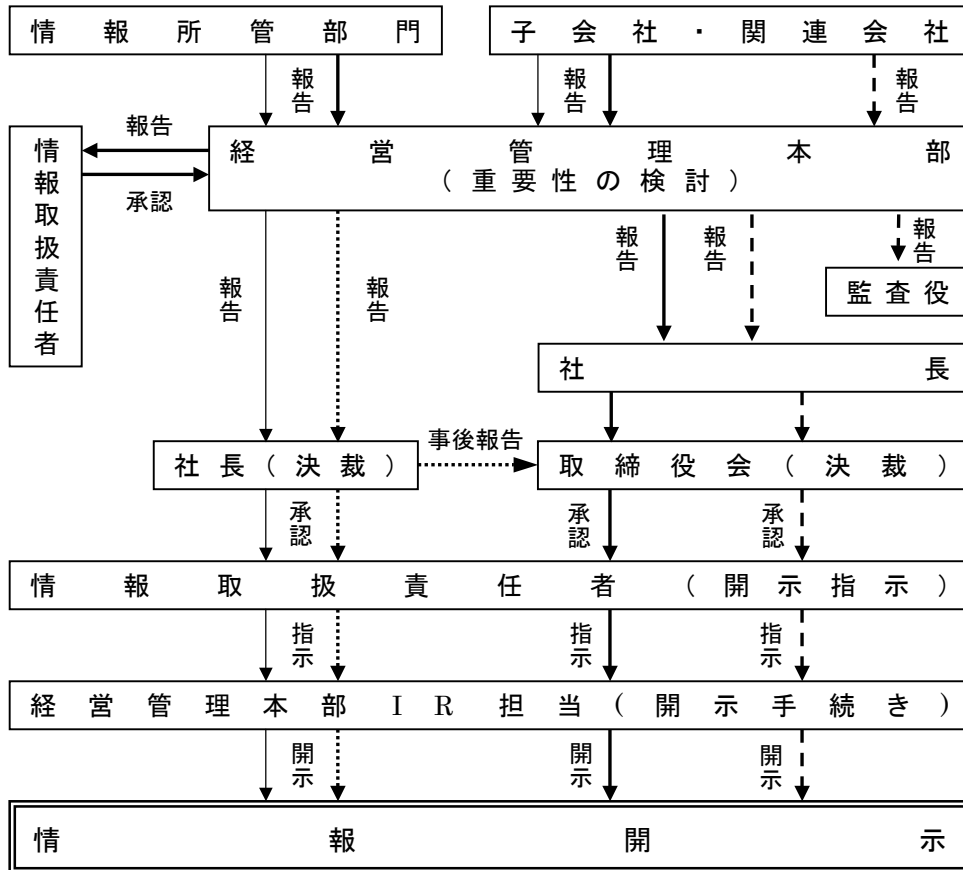 情報所管部門
子会社・関連会社
報告
報告
報告
報告
承認
情報取扱責任者
経営管理本部
（重要性の検討）
報告
報告
報告
報告
報告
監査役
社長
社長（決裁）
事後報告
取締役会（決裁）
承認
承認
承認
情報取扱責任者（開示指示）
指示
指示
指示
経営管理本部IR担当（開示手続き）
開示
開示
開示
情報開示